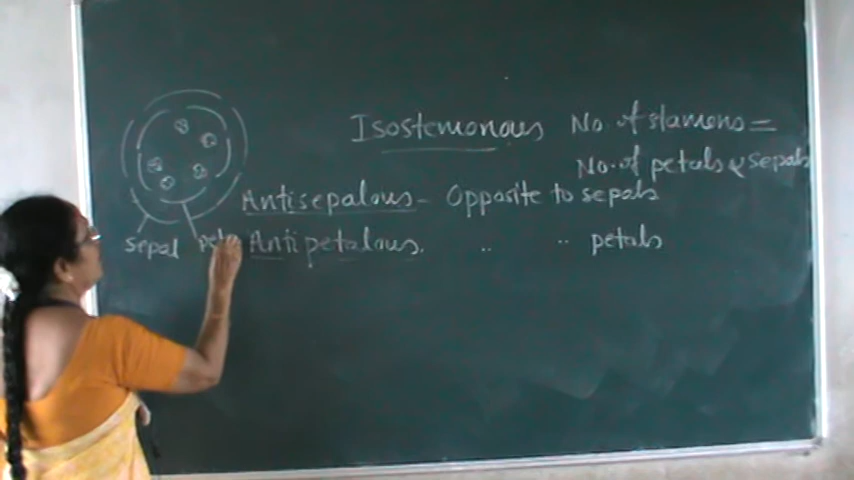 Isostemonous No. of stamens =
No. of petals & sepals
Antisepalous - Opposite to sepals
Antipetalous. " " petals
sepal